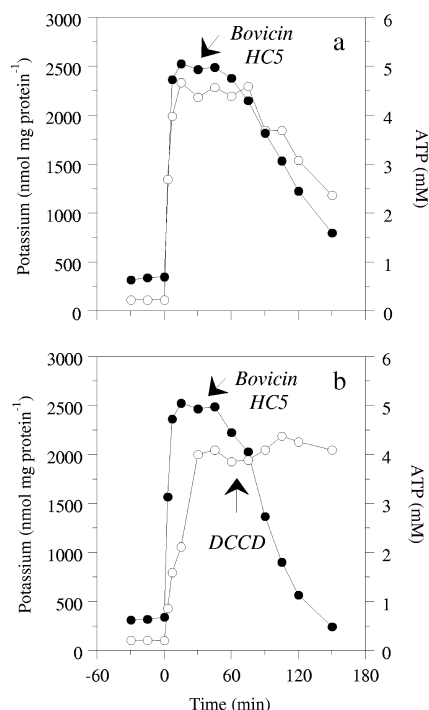 3000
2500
2000
1500
1000
500
0
Potassium (nmol mg protein⁻¹)
Bovicin
HC5
a
6
5
4
3
2
1
0
ATP (mM)
3000
2500
2000
1500
1000
500
0
Potassium (nmol mg protein⁻¹)
Bovicin
HC5
b
DCCD
6
5
4
3
2
1
0
ATP (mM)
-60 0 60 120 180
Time (min)